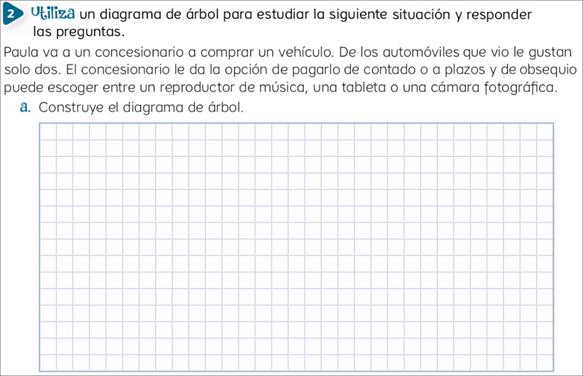 2 Utiliza un diagrama de árbol para estudiar la siguiente situación y responder
las preguntas.
Paula va a un concesionario a comprar un vehículo. De los automóviles que vio le gustan
solo dos. El concesionario le da la opción de pagarlo de contado o a plazos y de obsequio
puede escoger entre un reproductor de música, una tableta o una cámara fotográfica.
a. Construye el diagrama de árbol.